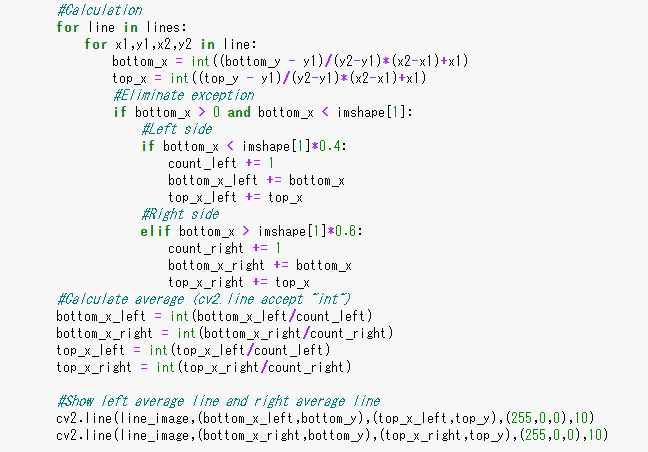 #Calculation
for line in lines:
    for x1,y1,x2,y2 in line:
        bottom_x = int((bottom_y - y1)/(y2-y1)*(x2-x1)+x1)
        top_x = int((top_y - y1)/(y2-y1)*(x2-x1)+x1)
        #Eliminate exception
        if bottom_x > 0 and bottom_x < imshape[1]:
            #Left side
            if bottom_x < imshape[1]*0.4:
                count_left += 1
                bottom_x_left += bottom_x
                top_x_left += top_x
            #Right side
            elif bottom_x > imshape[1]*0.6:
                count_right += 1
                bottom_x_right += bottom_x
                top_x_right += top_x
#Calculate average (cv2.line accept ~int~)
bottom_x_left = int(bottom_x_left/count_left)
bottom_x_right = int(bottom_x_right/count_right)
top_x_left = int(top_x_left/count_left)
top_x_right = int(top_x_right/count_right)

#Show left average line and right average line
cv2.line(line_image,(bottom_x_left,bottom_y),(top_x_left,top_y),(255,0,0),10)
cv2.line(line_image,(bottom_x_right,bottom_y),(top_x_right,top_y),(255,0,0),10)